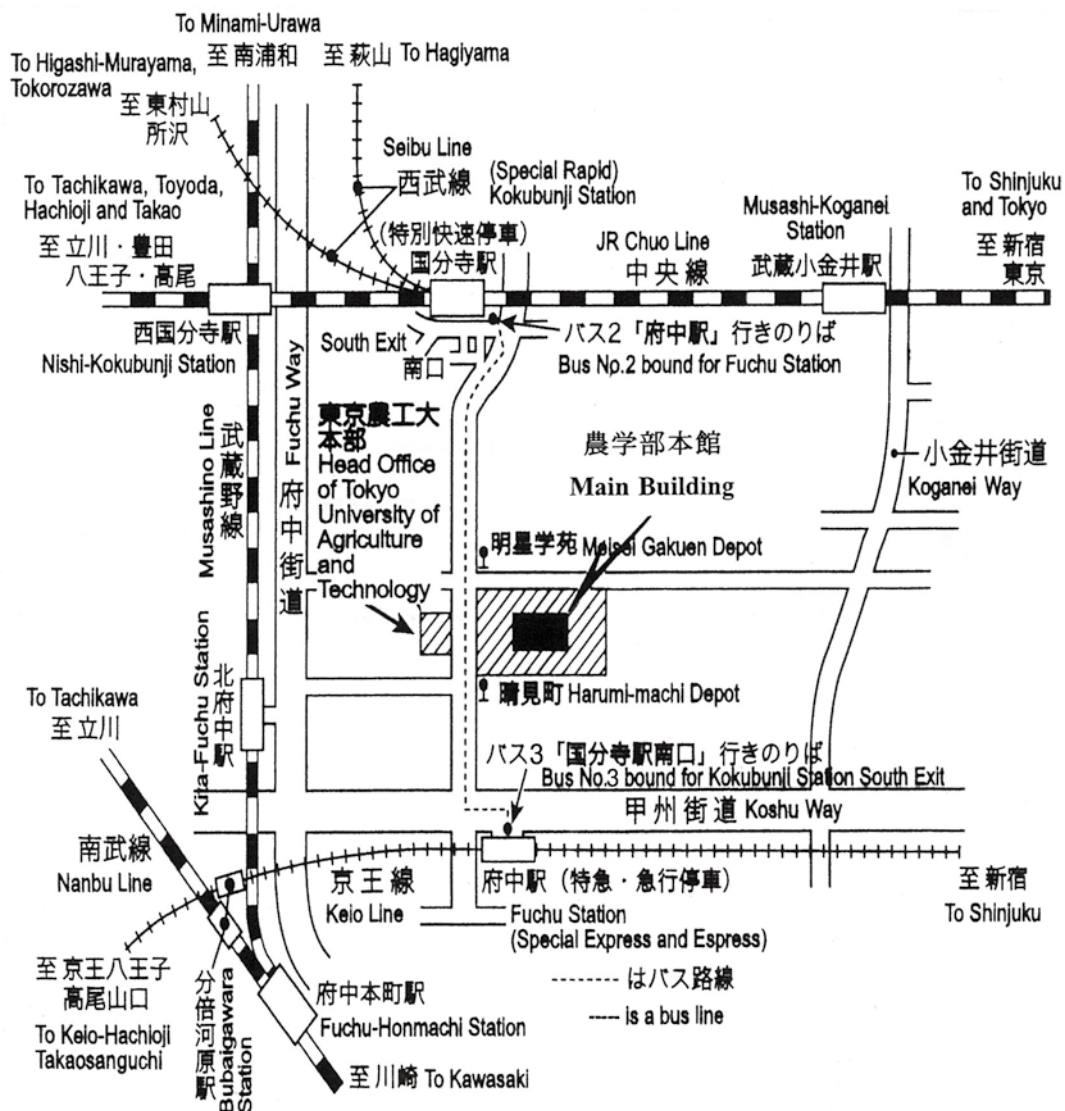 To Minami-Urawa
至南浦和
至萩山 To Hagiyama
To Higashi-Murayama,
Tokorozawa
至東村山
所沢
Seibu Line
西武線
(Special Rapid)
Kokubunji Station
(特別快速停車)
国分寺駅
To Tachikawa, Toyoda,
Hachioji and Takao
至立川・豊田
八王子・高尾
JR Chuo Line
中央線
Musashi-Koganei
Station
武蔵小金井駅
To Shinjuku
and Tokyo
至新宿
東京
西国分寺駅
Nishi-Kokubunji Station
South Exit
南口
バス2「府中駅」行きのりば
Bus Np.2 bound for Fuchu Station
Musashino Line
武蔵野線
Fuchu Way
府中街道
東京農工大
本部
Head Office
of Tokyo
University of
Agriculture
and
Technology
農学部本館
Main Building
小金井街道
Koganei Way
明星学苑 Meisei Gakuen Depot
Kita-Fuchu Station
北府中駅
晴見町 Harumi-machi Depot
To Tachikawa
至立川
バス3「国分寺駅南口」行きのりば
Bus No.3 bound for Kokubunji Station South Exit
甲州街道 Koshu Way
南武線
Nanbu Line
京王線
Keio Line
府中駅(特急・急行停車)
Fuchu Station
(Special Express and Espress)
至新宿
To Shinjuku
至京王八王子
高尾山口
To Keio-Hachioji
Takaosanguchi
分倍河原駅
Bubaigawara
Station
府中本町駅
Fuchu-Honmachi Station
はバス路線
is a bus line
至川崎 To Kawasaki